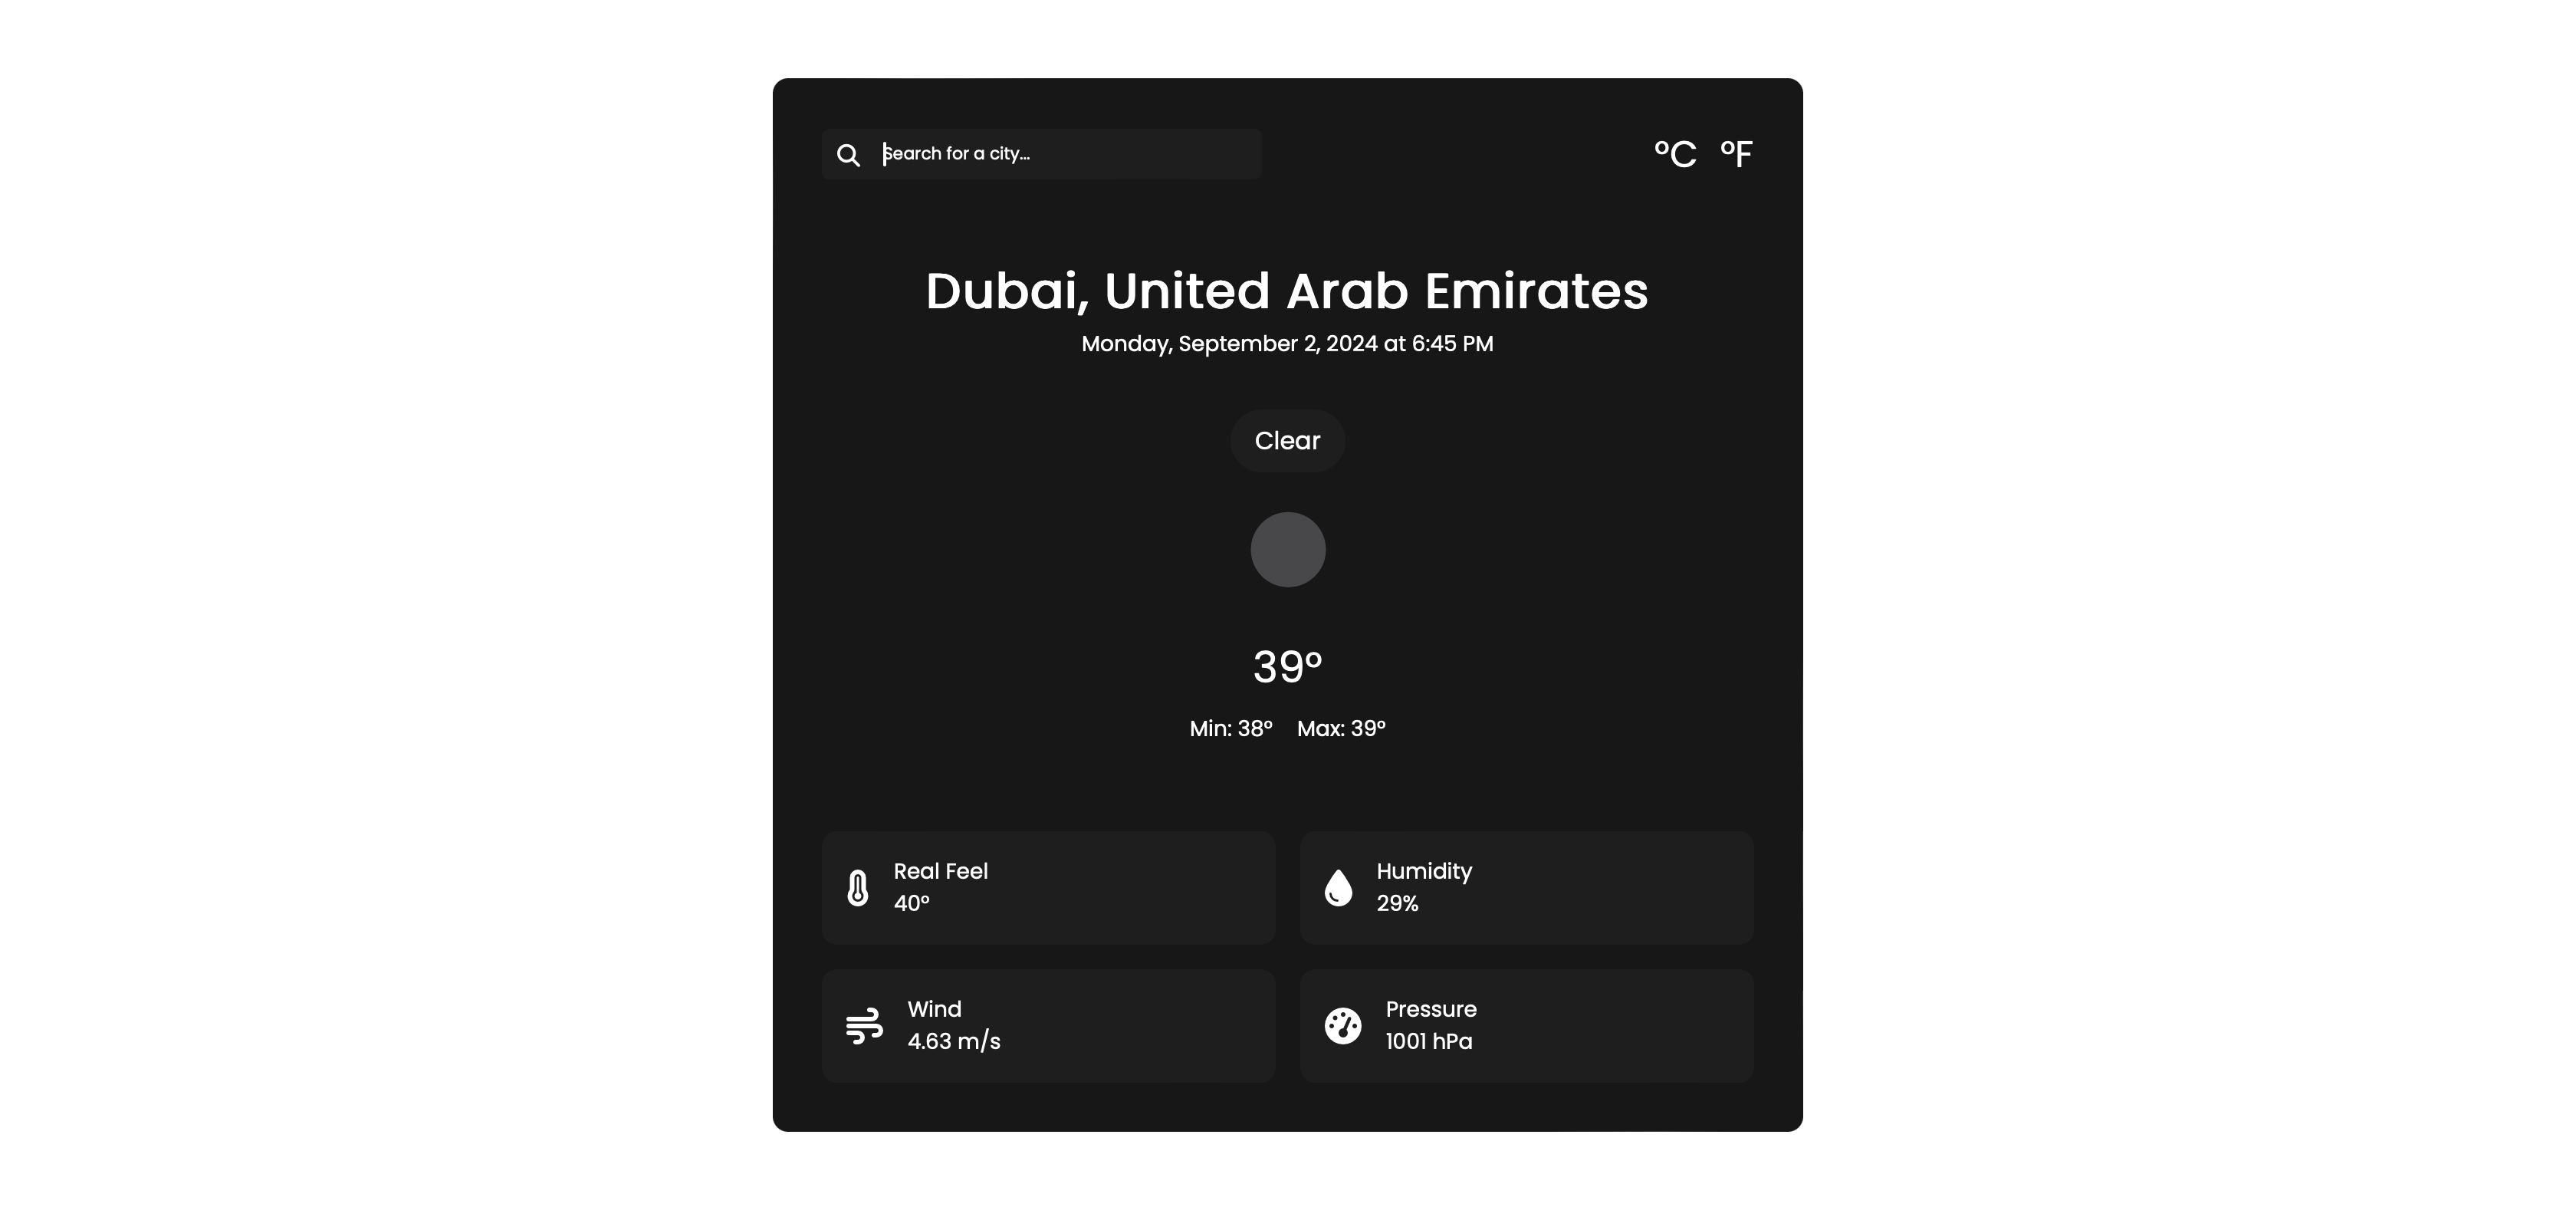 Search for a city...
°C °F
Dubai, United Arab Emirates
Monday, September 2, 2024 at 6:45 PM
Clear
39°
Min: 38° Max: 39°
Real Feel
40°
Humidity
29%
Wind
4.63 m/s
Pressure
1001 hPa